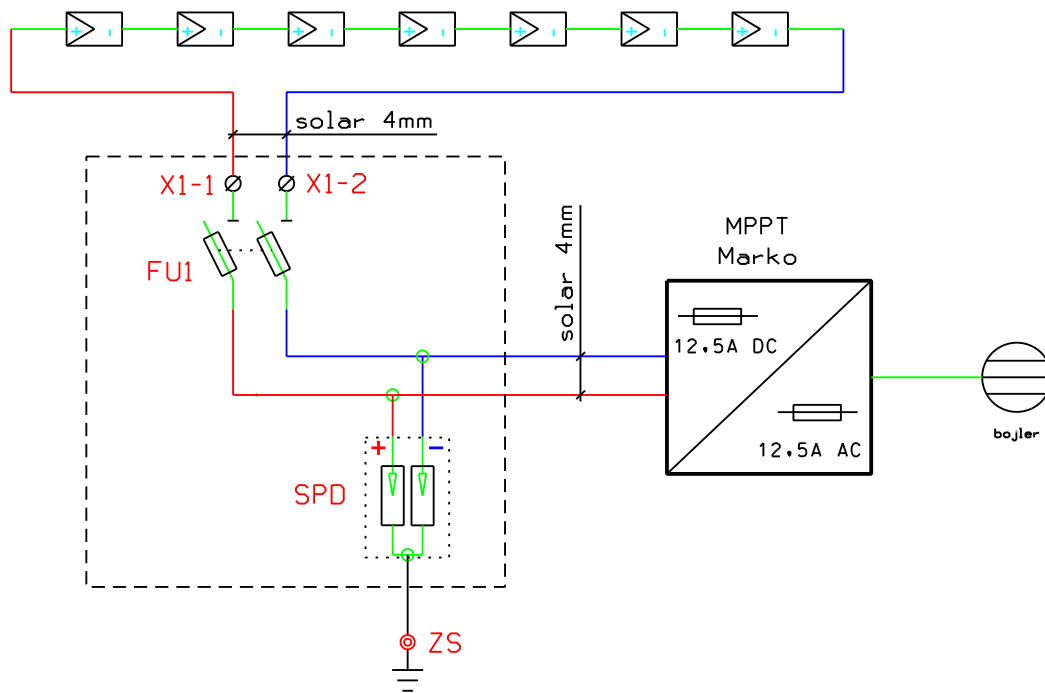 solar 4mm
X1-1
X1-2
FU1
solar 4mm
MPPT
Marko
12.5A DC
12.5A AC
bojler
+
−
SPD
ZS